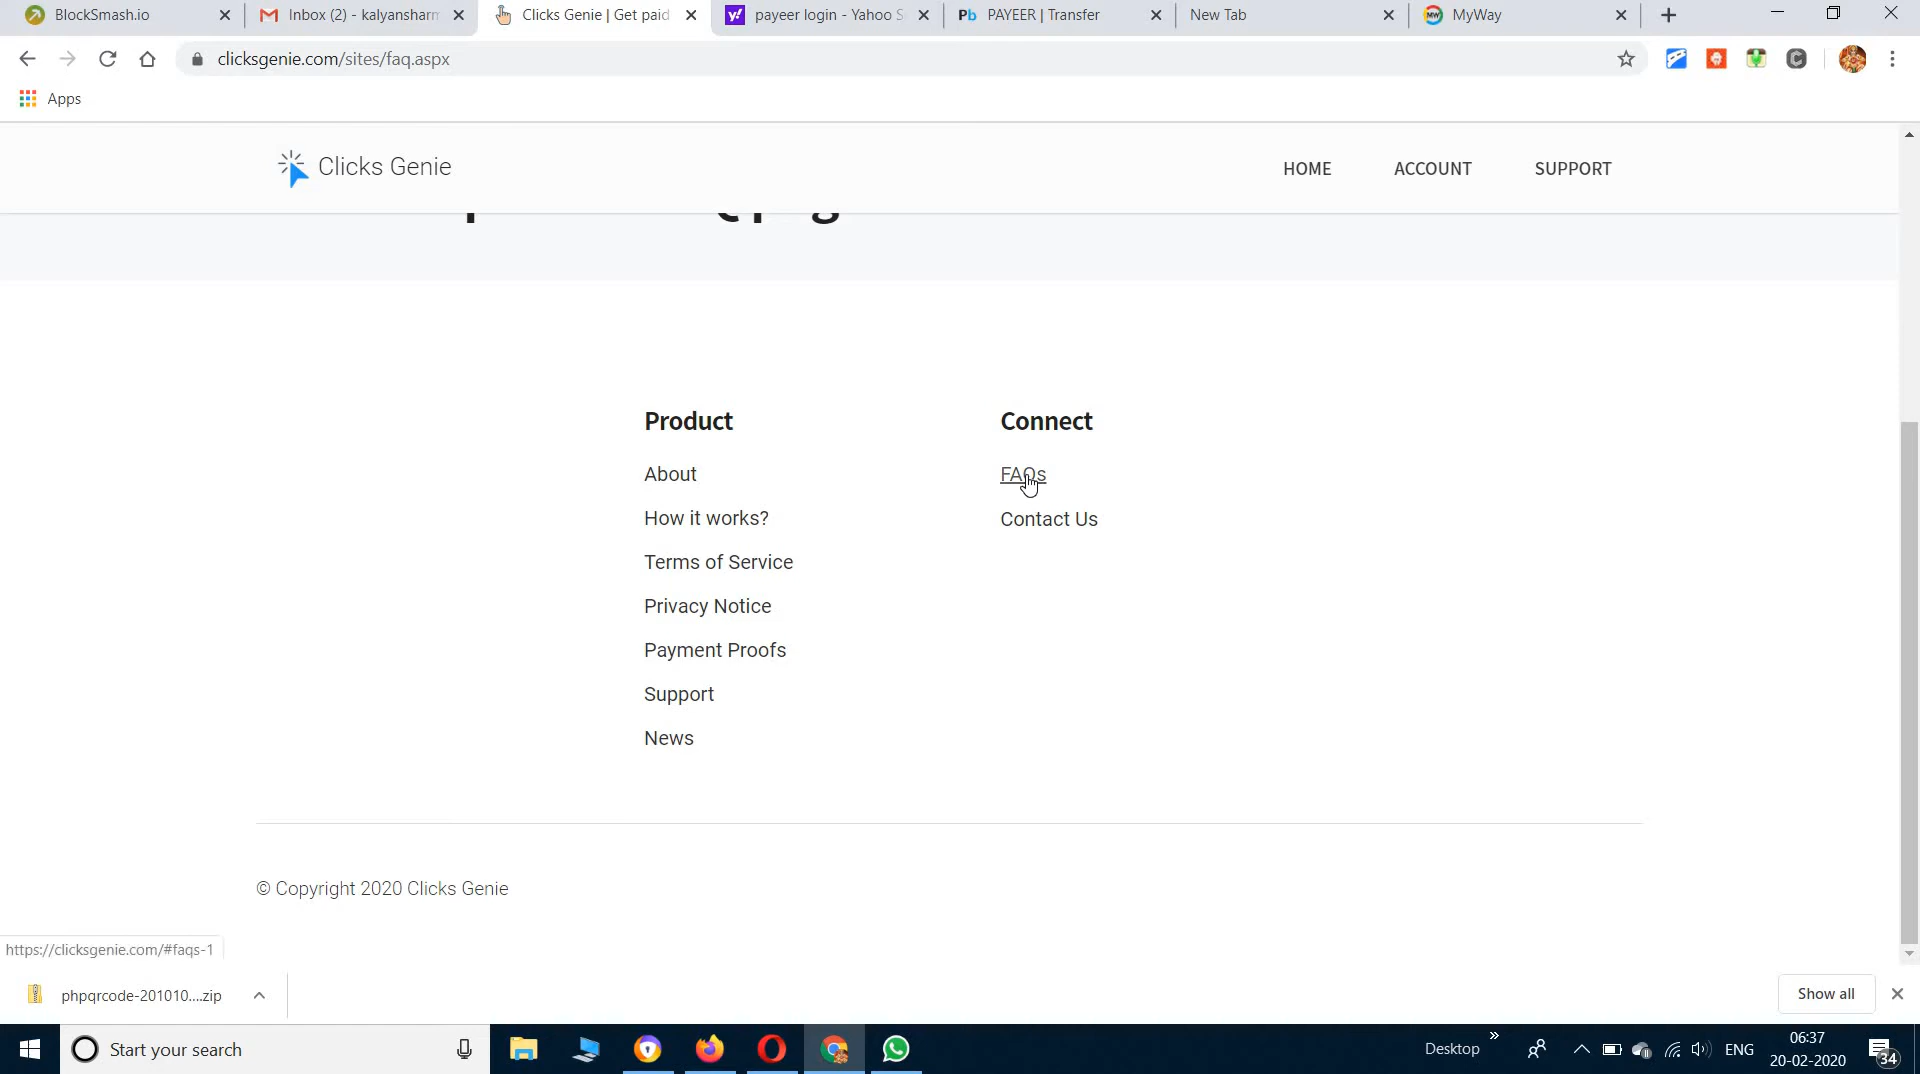 BlockSmash.io
Inbox (2) - kalyansharm
Clicks Genie | Get paid
payeer login - Yahoo S
PAYEER | Transfer
New Tab
MyWay
clicksgenie.com/sites/faq.aspx
Apps
Clicks Genie
HOME
ACCOUNT
SUPPORT
Product
Connect
About
FAQs
How it works?
Contact Us
Terms of Service
Privacy Notice
Payment Proofs
Support
News
© Copyright 2020 Clicks Genie
https://clicksgenie.com/#faqs-1
phpqrcode-201010....zip
Show all
Start your search
Desktop
ENG
06:37
20-02-2020
34